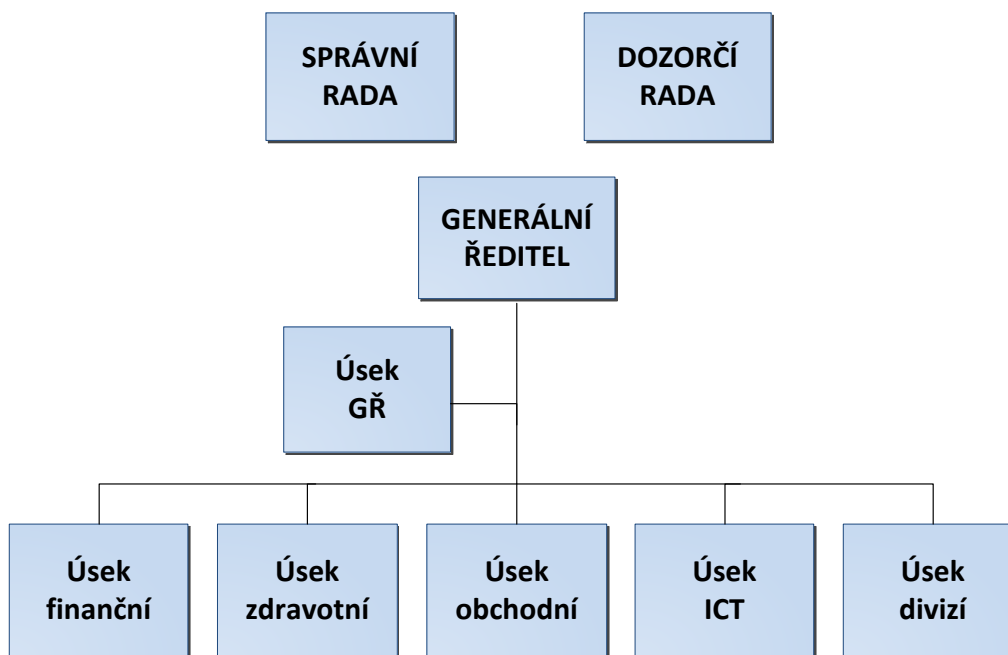 SPRÁVNÍ
RADA
DOZORČÍ
RADA
GENERÁLNÍ
ŘEDITEL
Úsek
GŘ
Úsek
finanční
Úsek
zdravotní
Úsek
obchodní
Úsek
ICT
Úsek
divizí